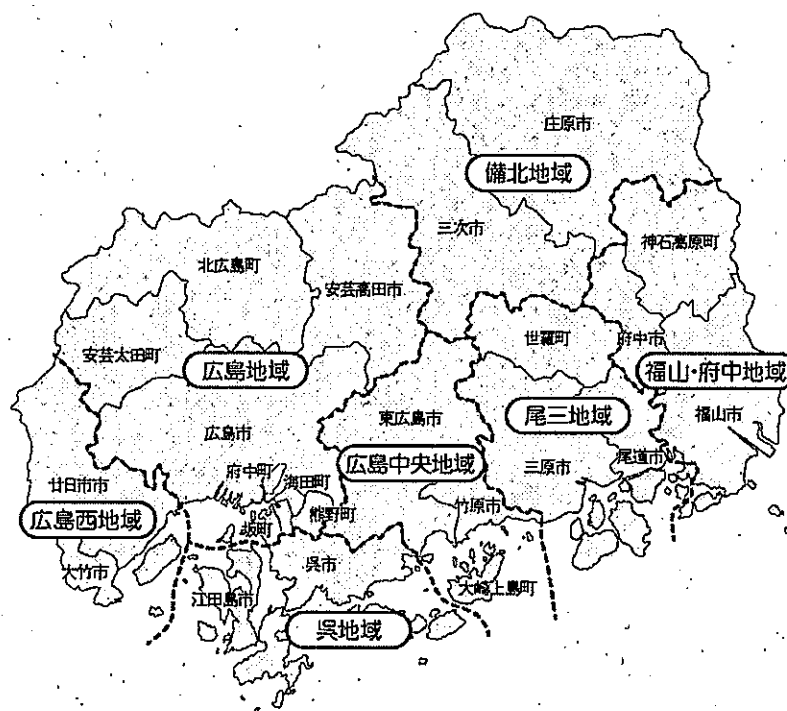 庄原市
備北地域
三次市
神石高原町
北広島町
安芸高田市
世羅町
府中市
安芸太田町
広島地域
福山・府中地域
東広島市
尾三地域
福山市
広島市
広島中央地域
尾道市
三原市
府中町
海田町
廿日市市
竹原市
広島西地域
坂町
熊野町
呉市
大竹市
大崎上島町
江田島市
呉地域